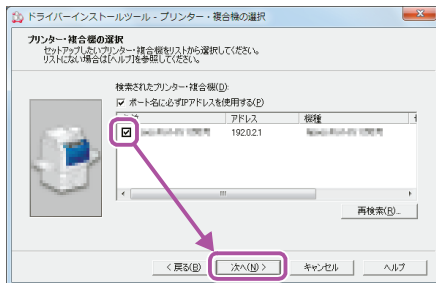 ドライバーインストールツール - プリンター・複合機の選択
プリンター・複合機の選択
セットアップしたいプリンター・複合機をリストから選択してください。
リストにない場合は[ヘルプ]を参照してください。
検索されたプリンター・複合機(D):
ポート名に必ずIPアドレスを使用する(P)
アドレス 機種
192.0.2.1
再検索(R)...
< 戻る(B) 次へ(N) > キャンセル ヘルプ